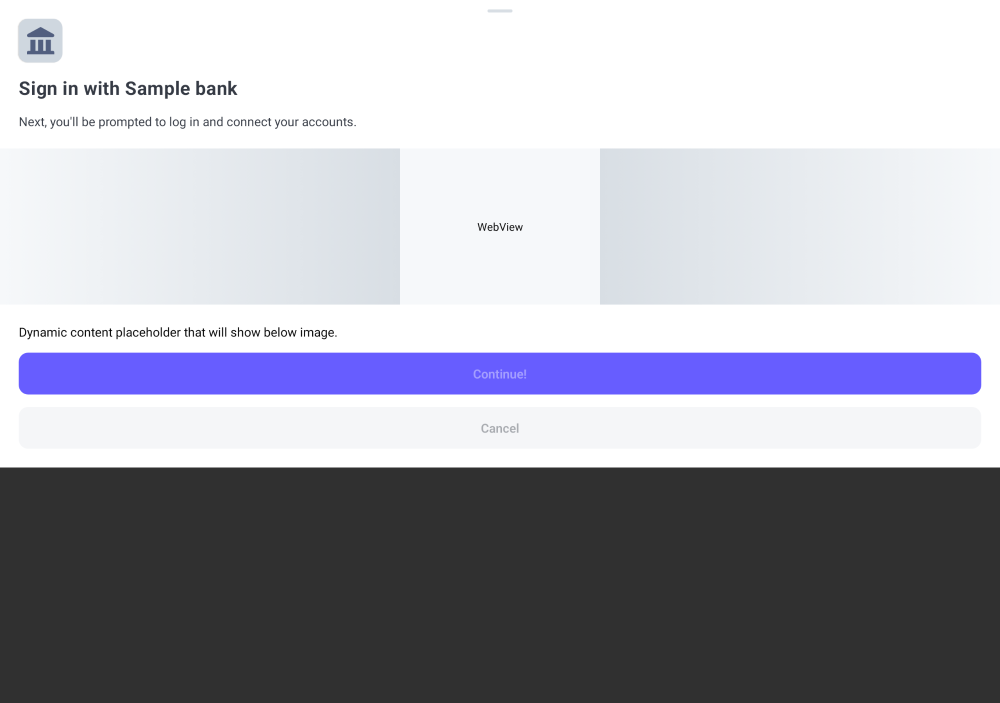 Sign in with Sample bank
Next, you'll be prompted to log in and connect your accounts.
WebView
Dynamic content placeholder that will show below image.
Continue!
Cancel